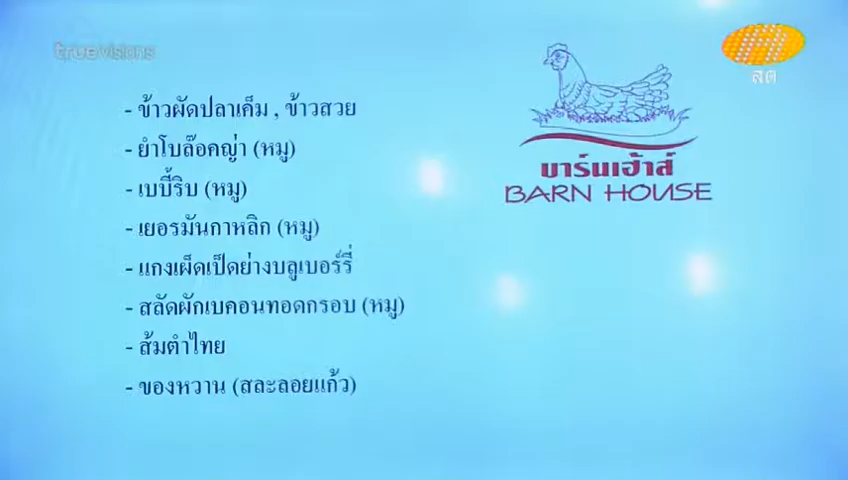 truevisions
H
สด
- ข้าวผัดปลาเค็ม , ข้าวสวย
- ยำโบล๊อคญ่า (หมู)
- เบบี้ริบ (หมู)
- เยอรมันกาหลิก (หมู)
- แกงเผ็ดเป็ดย่างบลูเบอร์รี่
- สลัดผักเบคอนทอดกรอบ (หมู)
- ส้มตำไทย
- ของหวาน (สละลอยแก้ว)
บาร์นเฮ้าส์
BARN HOUSE